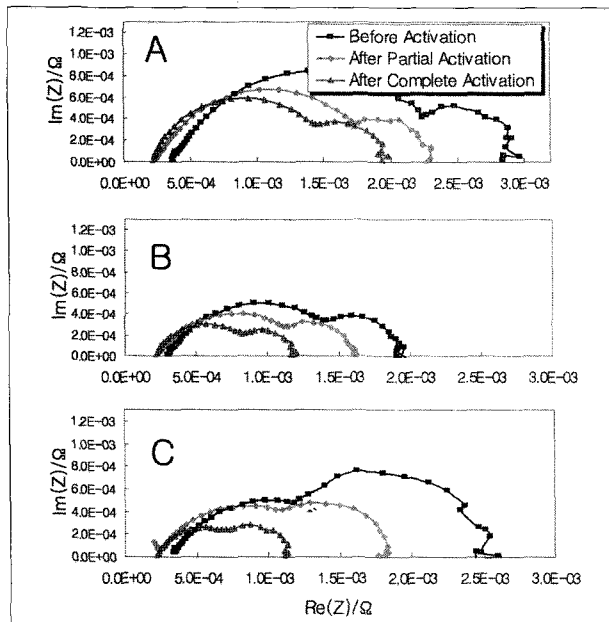 A
Before Activation
After Partial Activation
After Complete Activation
Im(Z)/Ω
1.2E-03
1.0E-03
8.0E-04
6.0E-04
4.0E-04
2.0E-04
0.0E+00
0.0E+00 5.0E-04 1.0E-03 1.5E-03 2.0E-03 2.5E-03 3.0E-03
B
Im(Z)/Ω
1.2E-03
1.0E-03
8.0E-04
6.0E-04
4.0E-04
2.0E-04
0.0E+00
0.0E+00 5.0E-04 1.0E-03 1.5E-03 2.0E-03 2.5E-03 3.0E-03
C
Im(Z)/Ω
1.2E-03
1.0E-03
8.0E-04
6.0E-04
4.0E-04
2.0E-04
0.0E+00
0.0E+00 5.0E-04 1.0E-03 1.5E-03 2.0E-03 2.5E-03 3.0E-03
Re(Z)/Ω